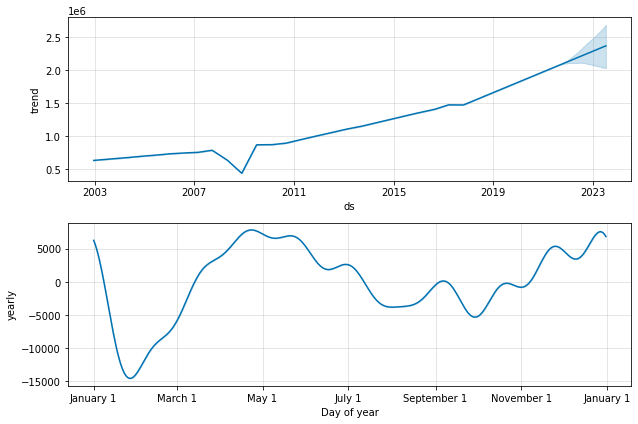 1e6
2.5
2.0
1.5
1.0
0.5
trend
2003 2007 2011 2015 2019 2023
ds
5000
0
−5000
−10000
−15000
yearly
January 1 March 1 May 1 July 1 September 1 November 1 January 1
Day of year